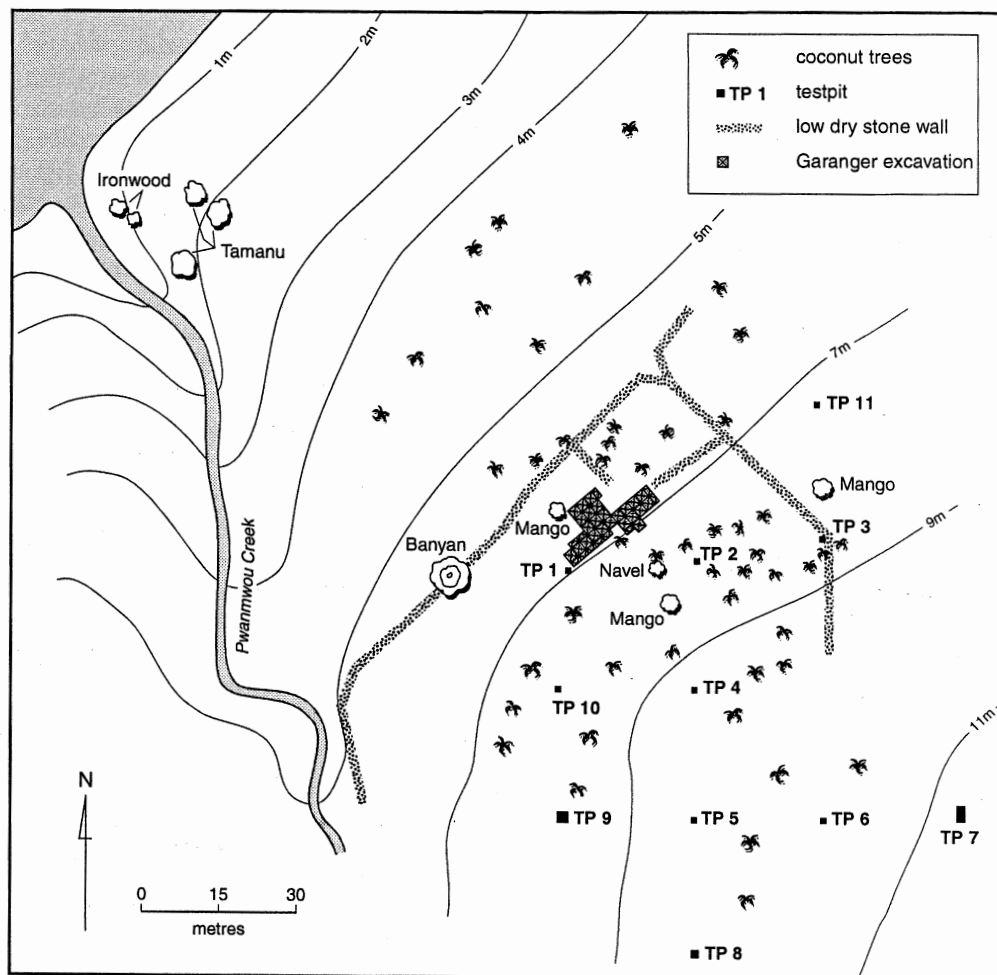 1m
2m
3m
4m
coconut trees
TP 1 testpit
low dry stone wall
Garanger excavation
Ironwood
Tamanu
5m
7m
TP 11
Mango
Mango
TP 3
9m
Banyan
TP 1
Navel
TP 2
Mango
Pwanmwou Creek
TP 10
TP 4
11m
N
TP 9
TP 5
TP 6
TP 7
0 15 30
metres
TP 8